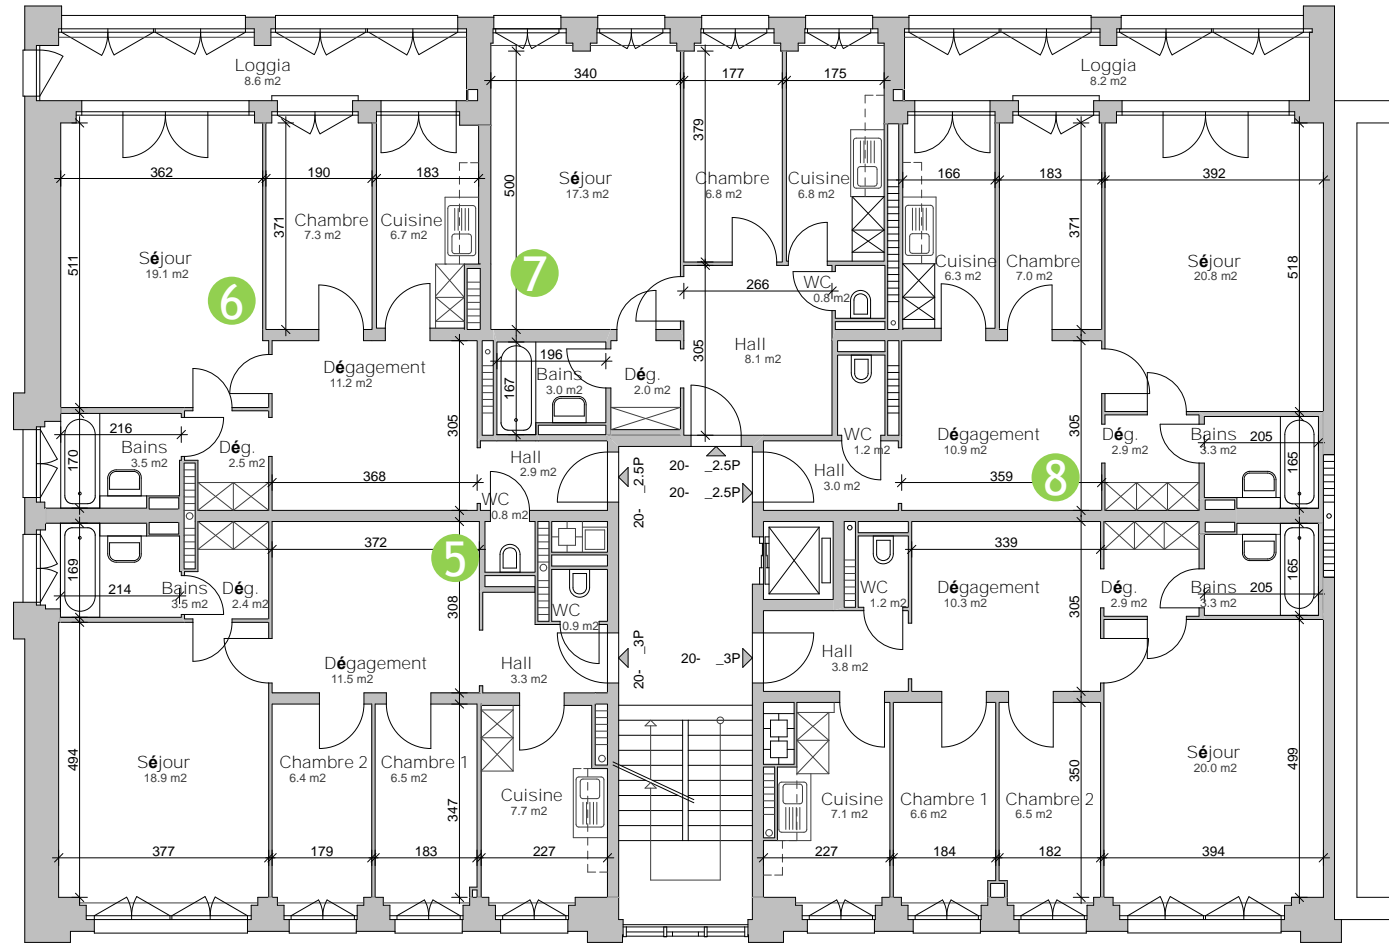 Loggia
8.6 m2
362
190
183
511
371
Séjour
19.1 m2
Chambre
7.3 m2
Cuisine
6.7 m2
6
Dégagement
11.2 m2
305
368
216
170
Bains
3.5 m2
Dég.
2.5 m2
Hall
2.9 m2
WC
0.8 m2
340
177
175
500
379
Séjour
17.3 m2
Chambre
6.8 m2
Cuisine
6.8 m2
7
266
WC
0.8 m2
305
Hall
8.1 m2
196
167
Bains
3.0 m2
Dég.
2.0 m2
Loggia
8.2 m2
166
183
392
371
518
Cuisine
6.3 m2
Chambre
7.0 m2
Séjour
20.8 m2
WC
1.2 m2
Hall
3.0 m2
Dégagement
10.9 m2
305
359
8
Dég.
2.9 m2
Bains
3.3 m2
205
165
20- _2.5P
20- _2.5P
20- _2.5P
20- _3P
20- _3P
372
5
308
169
214
Bains
3.5 m2
Dég.
2.4 m2
Dégagement
11.5 m2
Hall
3.3 m2
WC
0.9 m2
494
Séjour
18.9 m2
Chambre 2
6.4 m2
Chambre 1
6.5 m2
347
Cuisine
7.7 m2
377
179
183
227
339
WC
1.2 m2
Dégagement
10.3 m2
305
Dég.
2.9 m2
Bains
3.3 m2
205
165
Hall
3.8 m2
Cuisine
7.1 m2
Chambre 1
6.6 m2
Chambre 2
6.5 m2
350
Séjour
20.0 m2
499
227
184
182
394